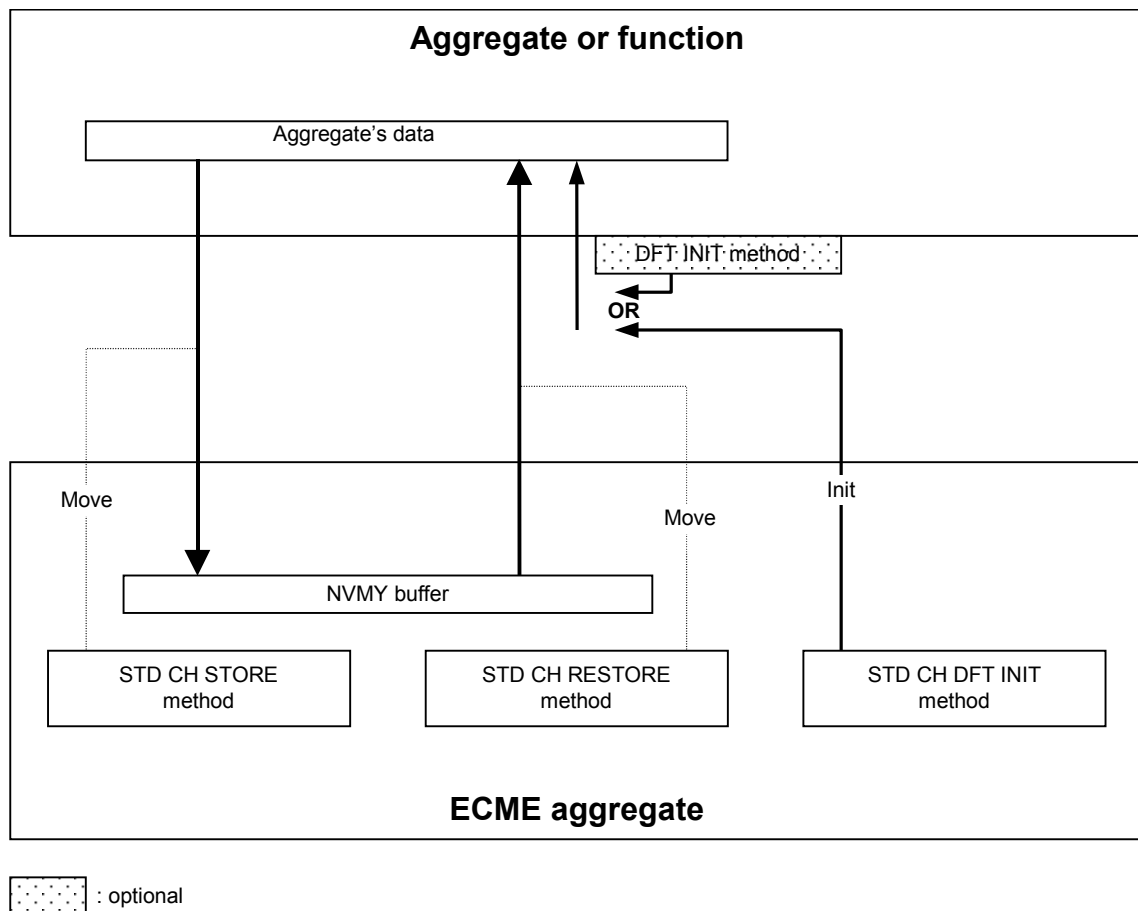 Aggregate or function
Aggregate’s data
DFT INIT method
OR
Move
Init
Move
NVMY buffer
STD CH STORE
method
STD CH RESTORE
method
STD CH DFT INIT
method
ECME aggregate
: optional